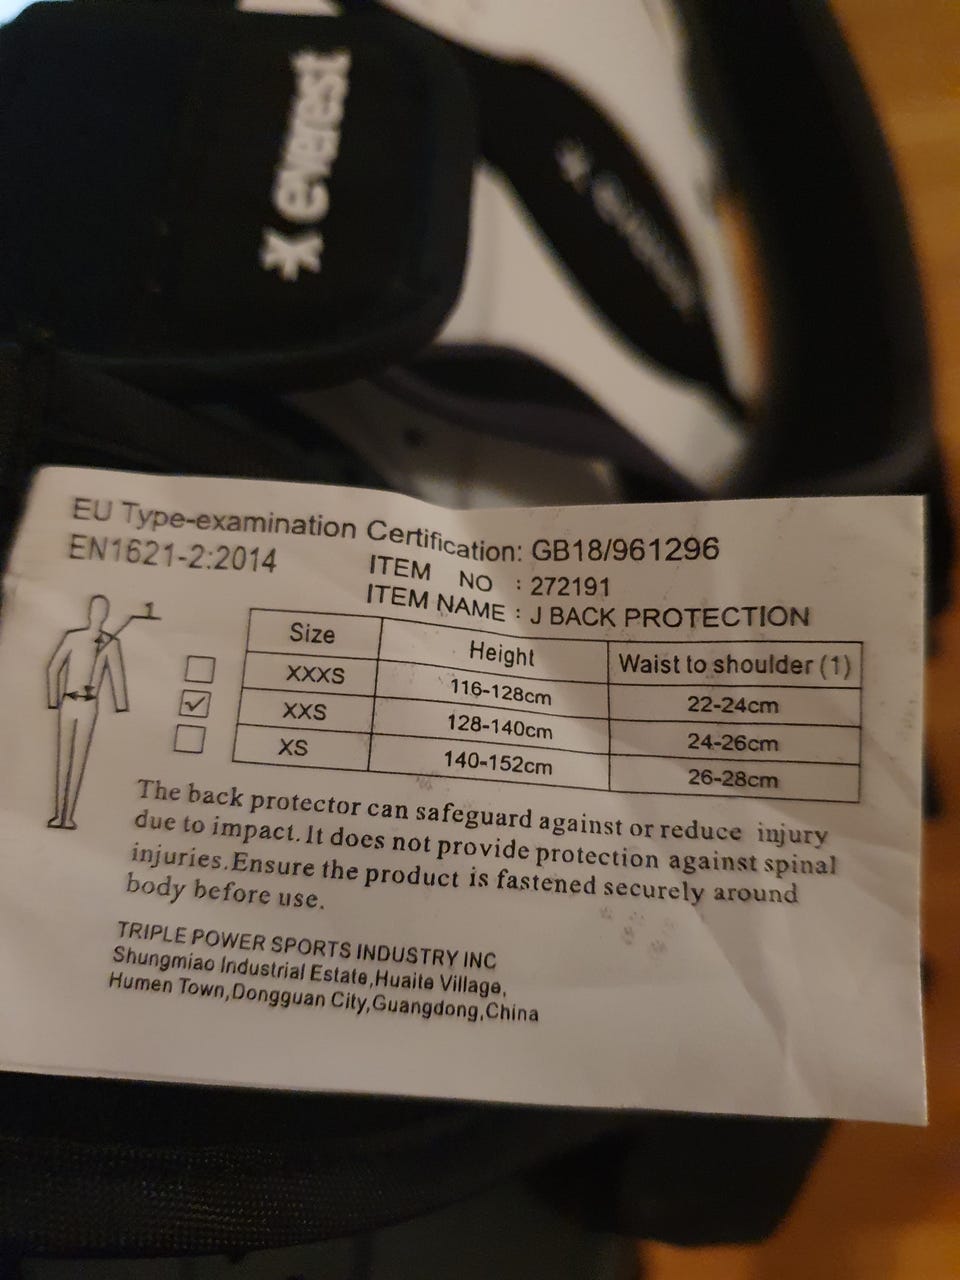 everest
everest
EU Type-examination Certification: GB18/961296
EN1621-2:2014
ITEM NO : 272191
ITEM NAME : J BACK PROTECTION
1
Size Height Waist to shoulder (1)
XXXS 116-128cm 22-24cm
XXS 128-140cm 24-26cm
XS 140-152cm 26-28cm
The back protector can safeguard against or reduce injury
due to impact. It does not provide protection against spinal
injuries.Ensure the product is fastened securely around
body before use.
TRIPLE POWER SPORTS INDUSTRY INC
Shungmiao Industrial Estate,Huaite Village,
Humen Town,Dongguan City,Guangdong,China